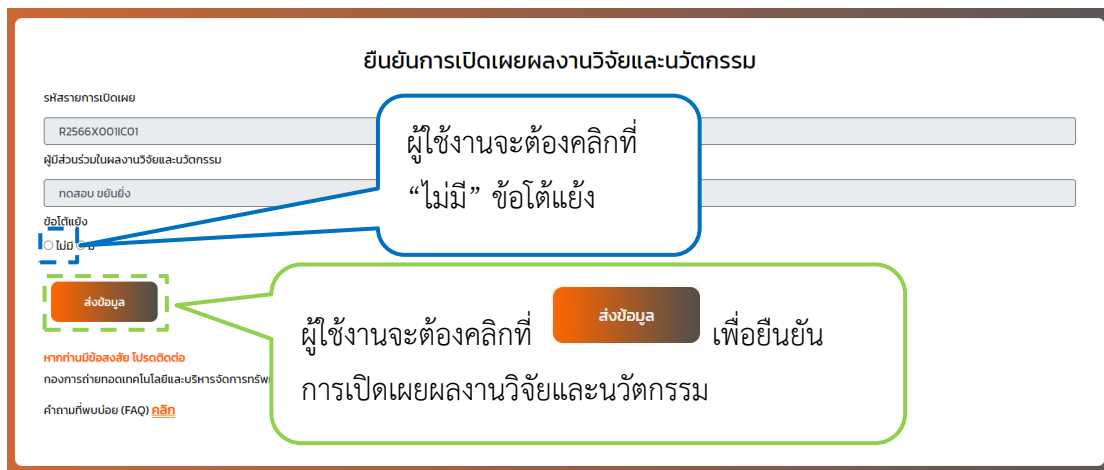 ยืนยันการเปิดเผยผลงานวิจัยและนวัตกรรม
รหัสรายการเปิดเผย
R2566X001IC01
ผู้มีส่วนร่วมในผลงานวิจัยและนวัตกรรม
ทดสอบ ขยันยิ่ง
ข้อโต้แย้ง
ไม่มี
ผู้ใช้งานจะต้องคลิกที่
“ไม่มี” ข้อโต้แย้ง
ส่งข้อมูล
ผู้ใช้งานจะต้องคลิกที่ ส่งข้อมูล เพื่อยืนยัน
การเปิดเผยผลงานวิจัยและนวัตกรรม
หากท่านมีข้อสงสัย โปรดติดต่อ
กองการถ่ายทอดเทคโนโลยีและบริหารจัดการทรัพ
คำถามที่พบบ่อย (FAQ) คลิก